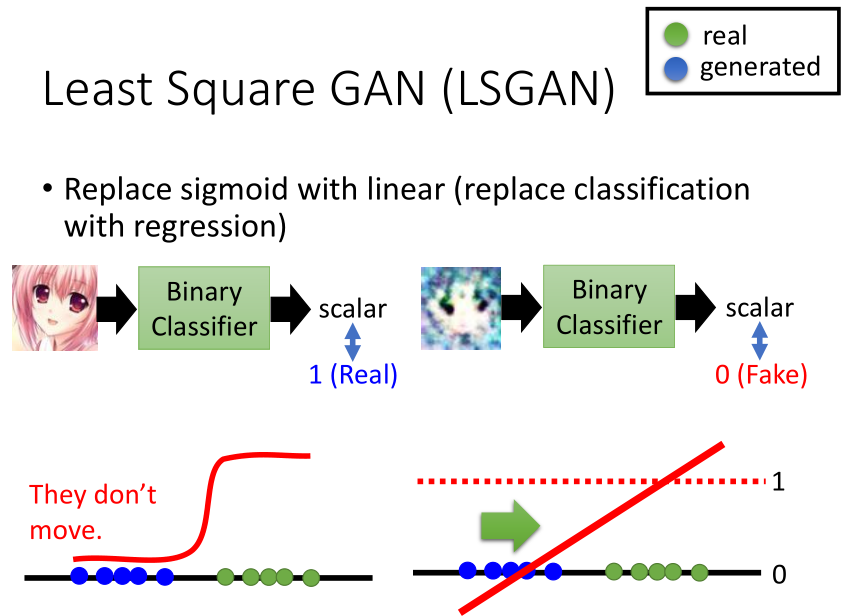 real
generated
Least Square GAN (LSGAN)
• Replace sigmoid with linear (replace classification
with regression)
Binary
Classifier
scalar
1 (Real)
Binary
Classifier
scalar
0 (Fake)
They don’t
move.
1
0